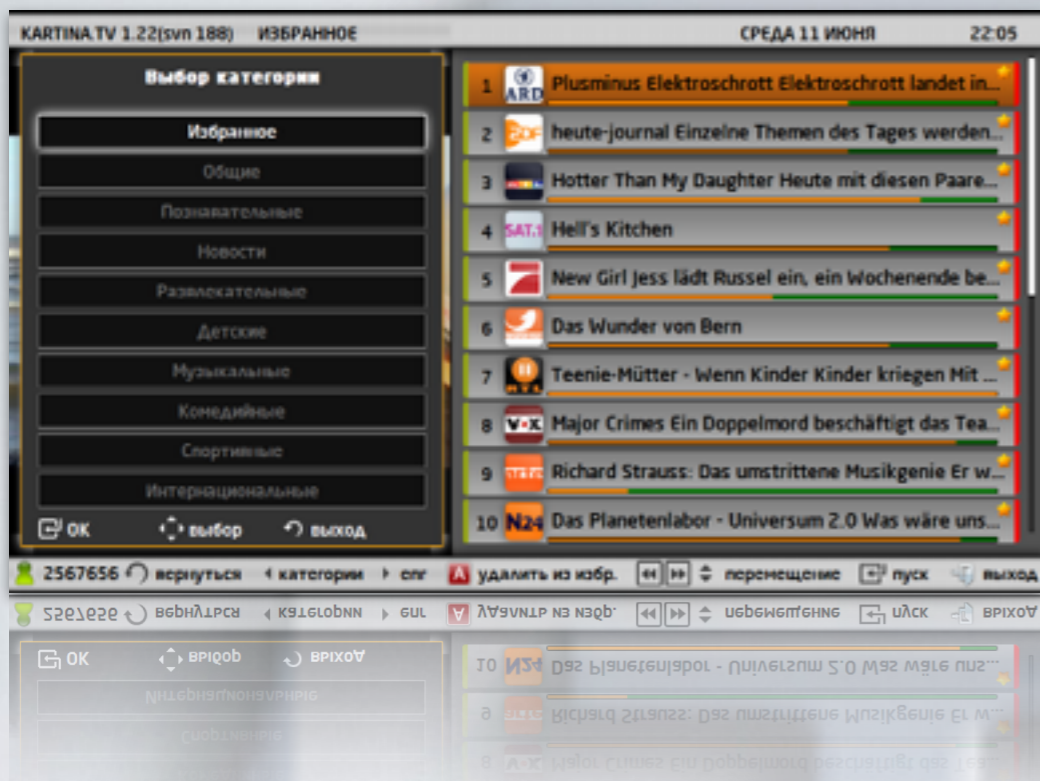 KARTINA.TV 1.22(svn 188) ИЗБРАННОЕ СРЕДА 11 ИЮНЯ 22:05
Выбор категории
Избранное
Общие
Познавательные
Новости
Развлекательные
Детские
Музыкальные
Комедийные
Спортивные
Интернациональные
OK выбор выход
1 ARD Plusminus Elektroschrott Elektroschrott landet in...
2 ZDF heute-journal Einzelne Themen des Tages werden...
3 Hotter Than My Daughter Heute mit diesen Paare...
4 SAT.1 Hell's Kitchen
5 New Girl Jess lädt Russel ein, ein Wochenende be...
6 Das Wunder von Bern
7 RTL II Teenie-Mütter - Wenn Kinder Kinder kriegen Mit ...
8 VOX Major Crimes Ein Doppelmord beschäftigt das Tea...
9 Richard Strauss: Das umstrittene Musikgenie Er w...
10 N24 Das Planetenlabor - Universum 2.0 Was wäre uns...
2567656 вернуться категории епг A удалить из избр. перемещение пуск выход